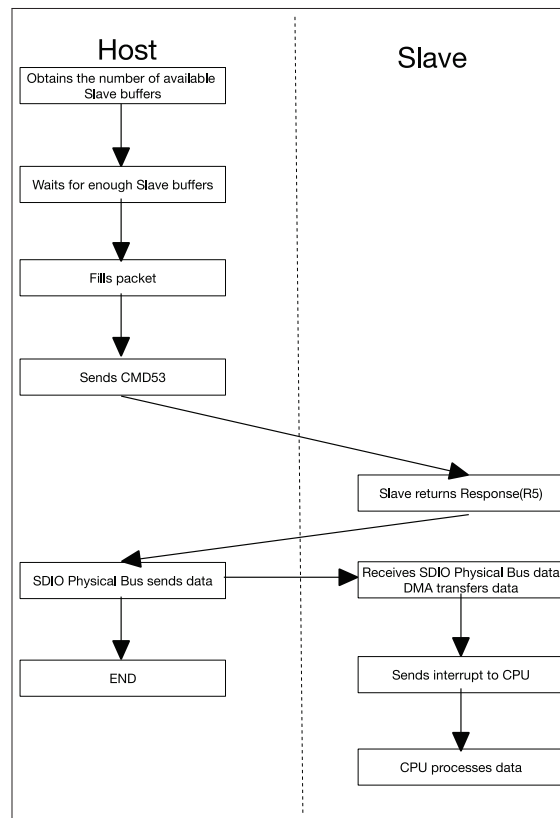 Host
Slave
Obtains the number of available
Slave buffers
Waits for enough Slave buffers
Fills packet
Sends CMD53
Slave returns Response(R5)
SDIO Physical Bus sends data
Receives SDIO Physical Bus data
DMA transfers data
END
Sends interrupt to CPU
CPU processes data